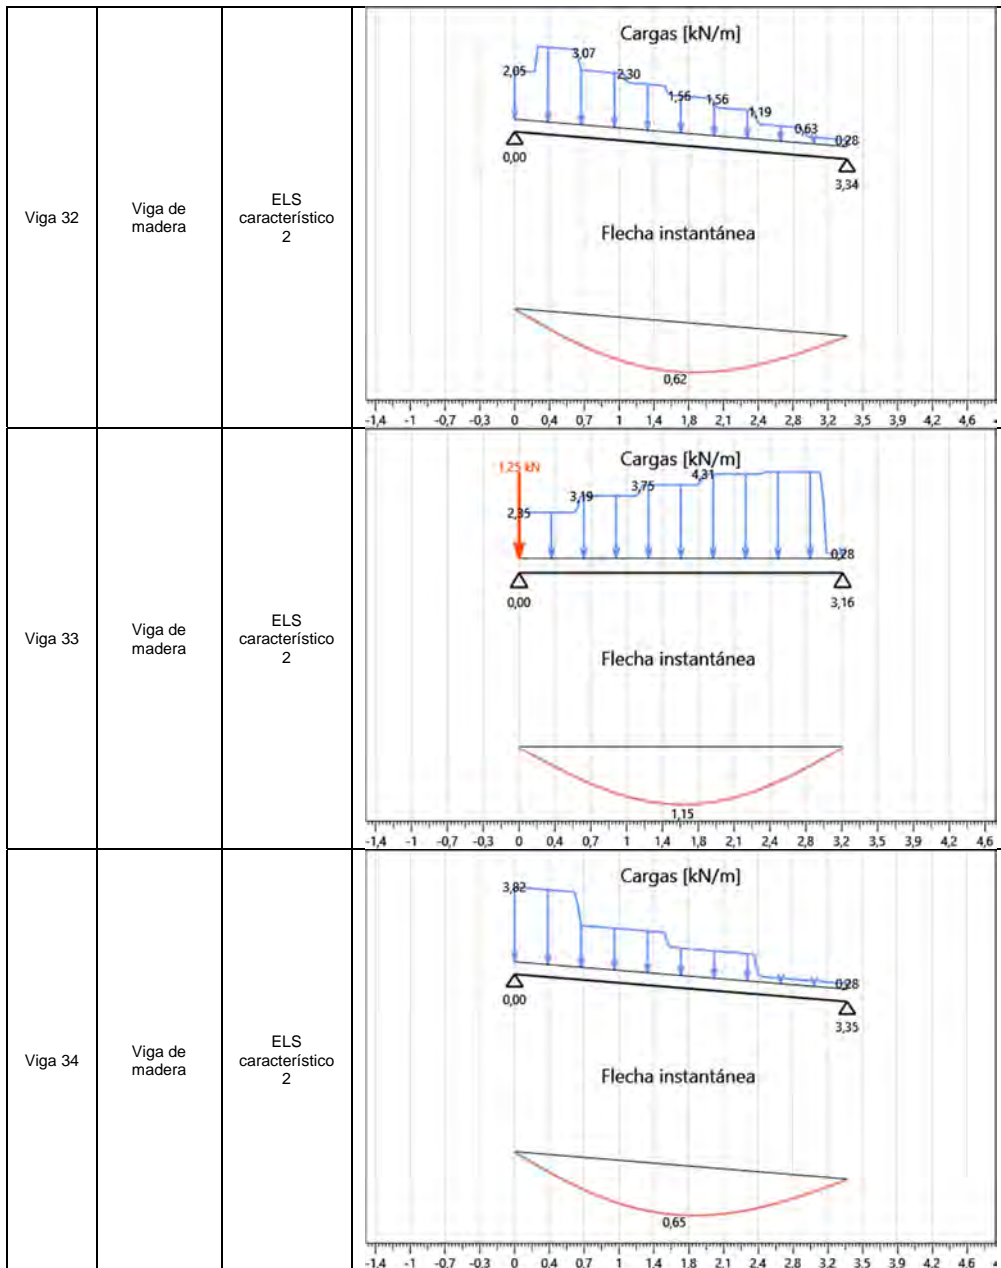 Viga 32
Viga de
madera
ELS
característico
2
Cargas [kN/m]
2,05
3,07
2,30
1,56
1,56
1,19
0,63
0,28
0,00
3,34
Flecha instantánea
0,62
-1,4 -1 -0,7 -0,3 0 0,4 0,7 1 1,4 1,8 2,1 2,4 2,8 3,2 3,5 3,9 4,2 4,6
Viga 33
Viga de
madera
ELS
característico
2
Cargas [kN/m]
1,25 kN
2,35
3,19
3,75
4,31
0,28
0,00
3,16
Flecha instantánea
1,15
-1,4 -1 -0,7 -0,3 0 0,4 0,7 1 1,4 1,8 2,1 2,4 2,8 3,2 3,5 3,9 4,2 4,6
Viga 34
Viga de
madera
ELS
característico
2
Cargas [kN/m]
3,82
0,28
0,00
3,35
Flecha instantánea
0,65
-1,4 -1 -0,7 -0,3 0 0,4 0,7 1 1,4 1,8 2,1 2,4 2,8 3,2 3,5 3,9 4,2 4,6